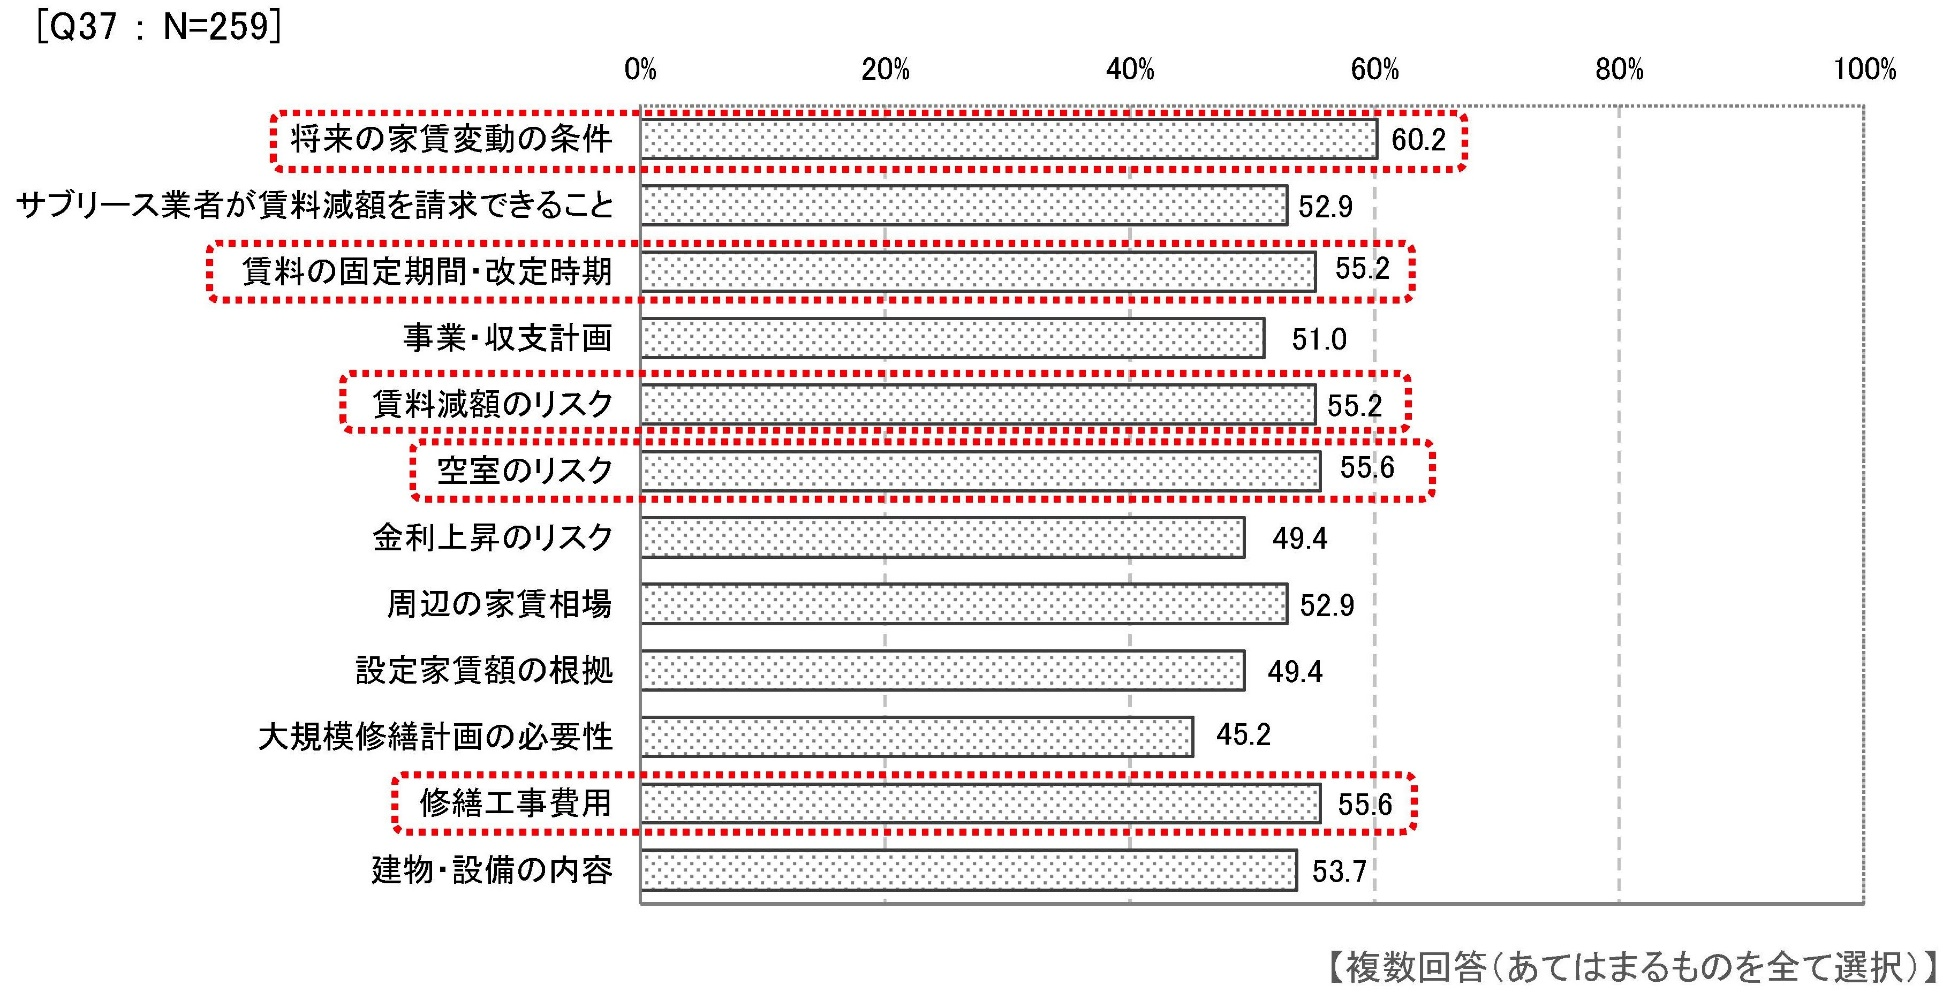 [Q37 : N=259]
0% 20% 40% 60% 80% 100%
将来の家賃変動の条件 60.2
サブリース業者が賃料減額を請求できること 52.9
賃料の固定期間・改定時期 55.2
事業・収支計画 51.0
賃料減額のリスク 55.2
空室のリスク 55.6
金利上昇のリスク 49.4
周辺の家賃相場 52.9
設定家賃額の根拠 49.4
大規模修繕計画の必要性 45.2
修繕工事費用 55.6
建物・設備の内容 53.7
【複数回答(あてはまるものを全て選択)】